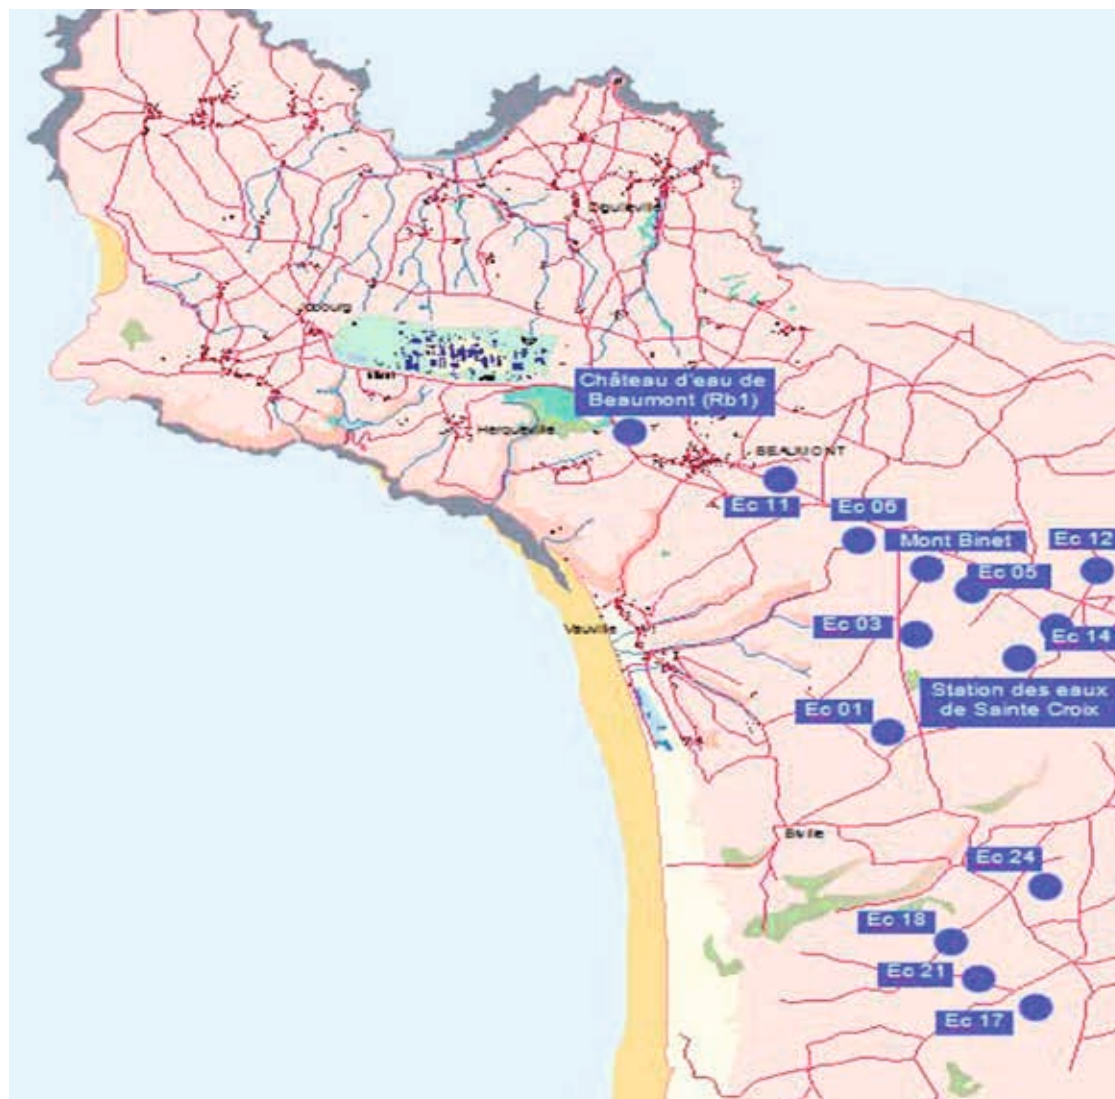 Digulleville
Jobourg
Château d'eau de
Beaumont (Rb1)
Herqueville
BEAUMONT
Ec 11
Ec 06
Mont Binet
Ec 12
Ec 05
Vauville
Ec 03
Ec 14
Station des eaux
de Sainte Croix
Ec 01
Biville
Ec 24
Ec 18
Ec 21
Ec 17